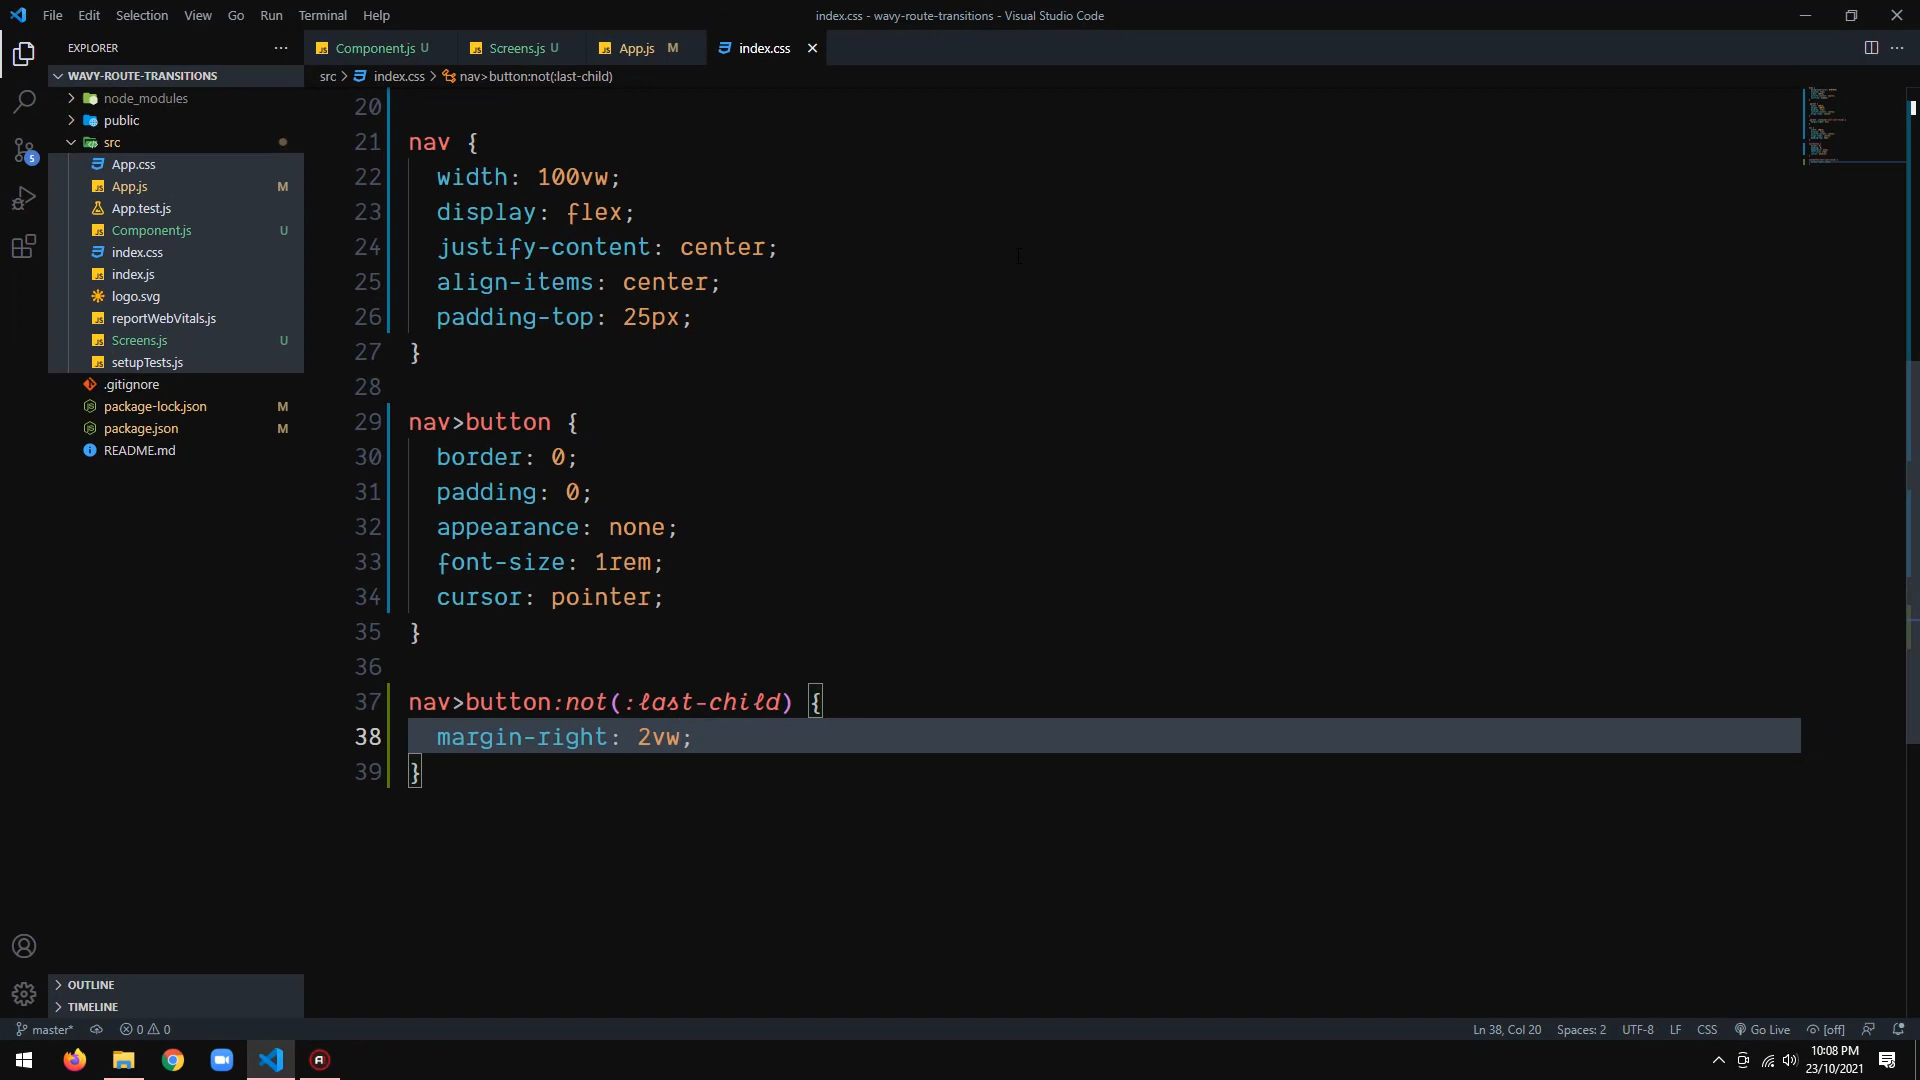 File Edit Selection View Go Run Terminal Help
index.css - wavy-route-transitions - Visual Studio Code
EXPLORER
Component.js U
Screens.js U
App.js M
index.css
WAVY-ROUTE-TRANSITIONS
src > index.css > nav>button:not(:last-child)
node_modules
public
src
App.css
App.js M
App.test.js
Component.js U
index.css
index.js
logo.svg
reportWebVitals.js
Screens.js U
setupTests.js
.gitignore
package-lock.json M
package.json M
README.md
5
20
21 nav {
22 width: 100vw;
23 display: flex;
24 justify-content: center;
25 align-items: center;
26 padding-top: 25px;
27 }
28
29 nav>button {
30 border: 0;
31 padding: 0;
32 appearance: none;
33 font-size: 1rem;
34 cursor: pointer;
35 }
36
37 nav>button:not(:last-child) {
38 margin-right: 2vw;
39 }
OUTLINE
TIMELINE
master* 0 0
Ln 38, Col 20 Spaces: 2 UTF-8 LF CSS Go Live [off]
10:08 PM
23/10/2021